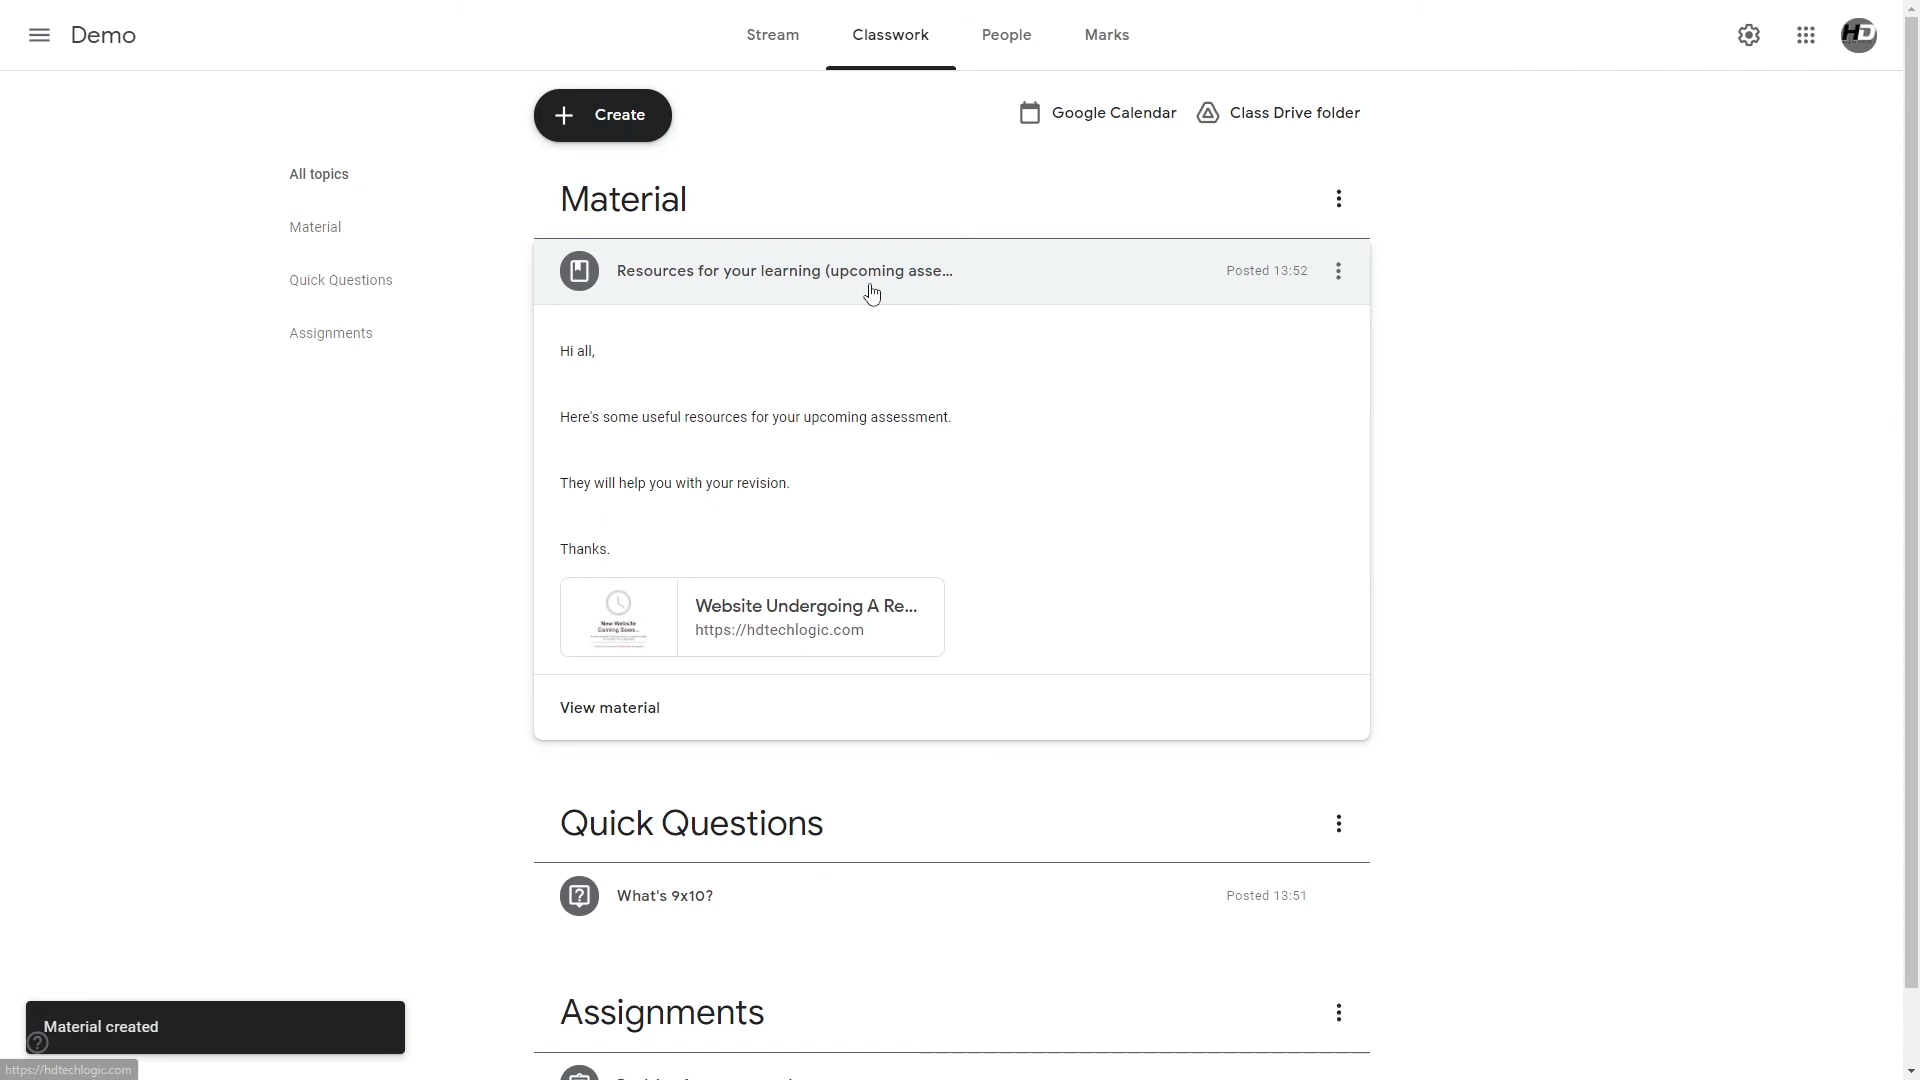 Demo
Stream
Classwork
People
Marks
HD
Create
Google Calendar
Class Drive folder
All topics
Material
Quick Questions
Assignments
Material
Resources for your learning (upcoming asse...
Posted 13:52
Hi all,
Here's some useful resources for your upcoming assessment.
They will help you with your revision.
Thanks.
New Website
Coming Soon...
Website Undergoing A Re...
https://hdtechlogic.com
View material
Quick Questions
What's 9x10?
Posted 13:51
Assignments
Material created
https://hdtechlogic.com